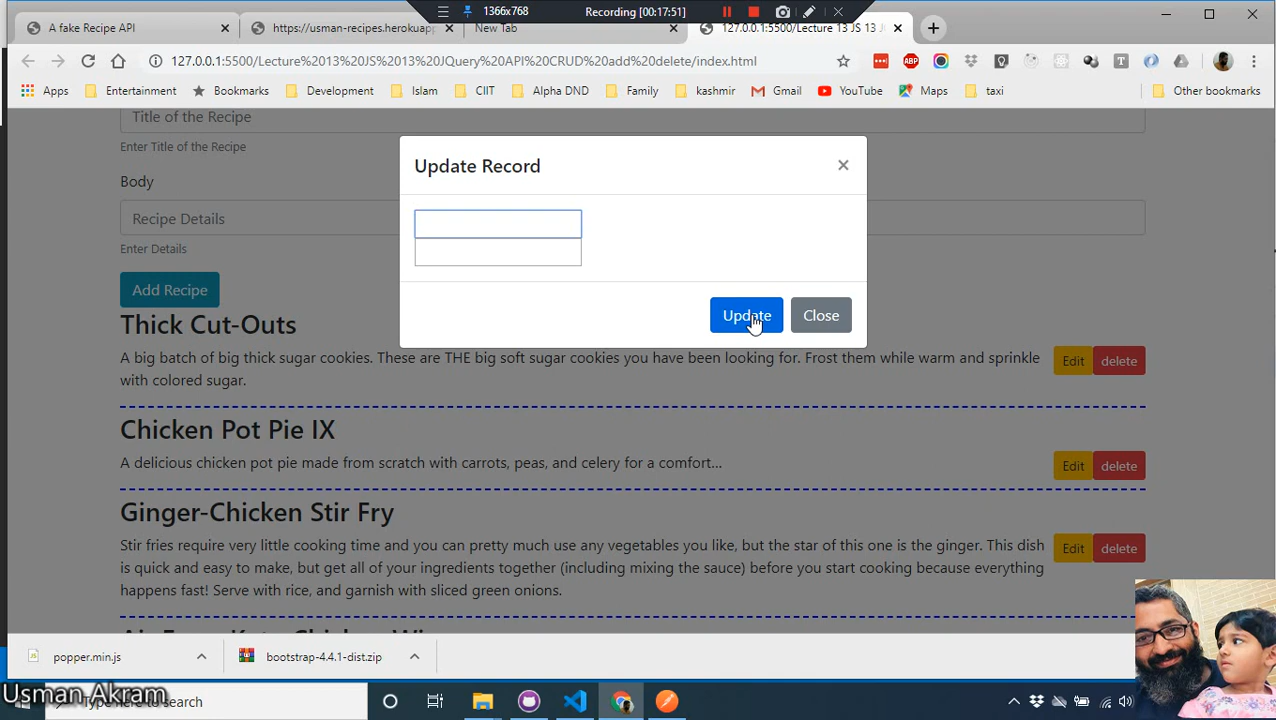 1366x768 Recording [00:17:51]
A fake Recipe API https://usman-recipes.herokuapp New Tab 127.0.0.1:5500/Lecture 13 JS 13 J
127.0.0.1:5500/Lecture%2013%20JS%2013%20JQuery%20API%20CRUD%20add%20delete/index.html
ABP
T
Apps Entertainment Bookmarks Development Islam CIIT Alpha DND Family kashmir Gmail YouTube Maps taxi Other bookmarks
Title of the Recipe
Enter Title of the Recipe
Body
Recipe Details
Enter Details
Add Recipe
Update Record ×
Update Close
Thick Cut-Outs
A big batch of big thick sugar cookies. These are THE big soft sugar cookies you have been looking for. Frost them while warm and sprinkle
with colored sugar.
Edit delete
Chicken Pot Pie IX
A delicious chicken pot pie made from scratch with carrots, peas, and celery for a comfort...
Edit delete
Ginger-Chicken Stir Fry
Stir fries require very little cooking time and you can pretty much use any vegetables you like, but the star of this one is the ginger. This dish
is quick and easy to make, but get all of your ingredients together (including mixing the sauce) before you start cooking because everything
happens fast! Serve with rice, and garnish with sliced green onions.
Edit delete
popper.min.js bootstrap-4.4.1-dist.zip
Usman Akram
Type here to search